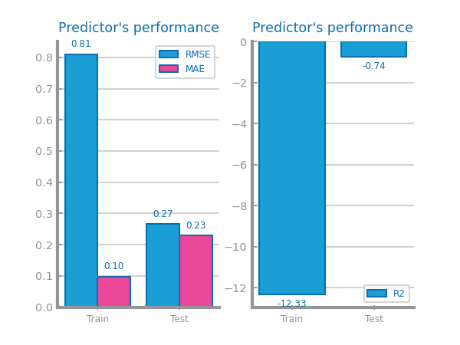 Predictor's performance
0.81
RMSE
MAE
0.8
0.7
0.6
0.5
0.4
0.3
0.2
0.1
0.0
0.10
0.27
0.23
Train
Test
Predictor's performance
0
−2
−4
−6
−8
−10
−12
-0.74
-12.33
R2
Train
Test